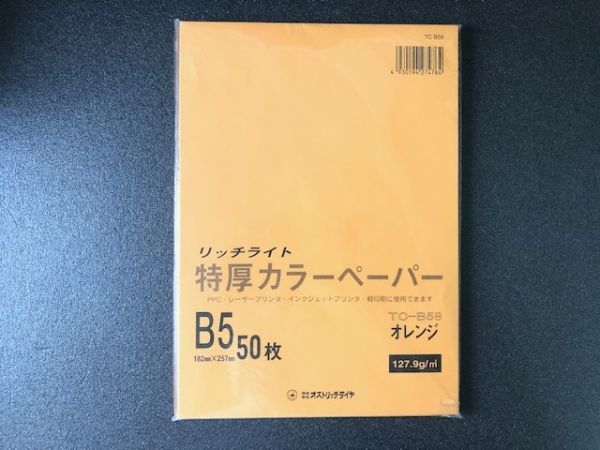 TC-B58
4 930194 274764
リッチライト
特厚カラーペーパー
PPC・レーザープリンタ・インクジェットプリンタ・軽印刷に使用できます
TC-B58
B5 50枚 オレンジ
182mm×257mm
127.9g/㎡
オストリッチダイヤ